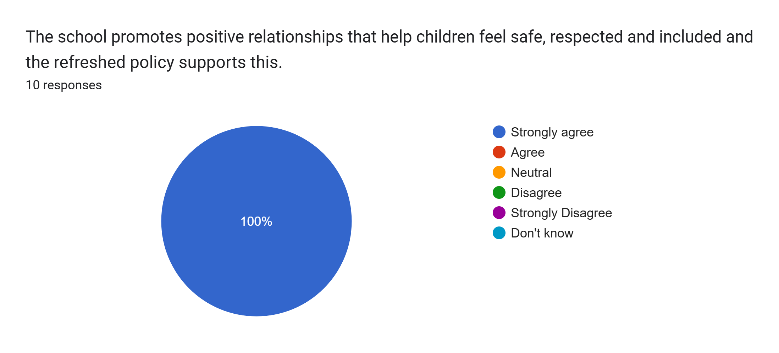 The school promotes positive relationships that help children feel safe, respected and included and
the refreshed policy supports this.
10 responses
100%
Strongly agree
Agree
Neutral
Disagree
Strongly Disagree
Don't know